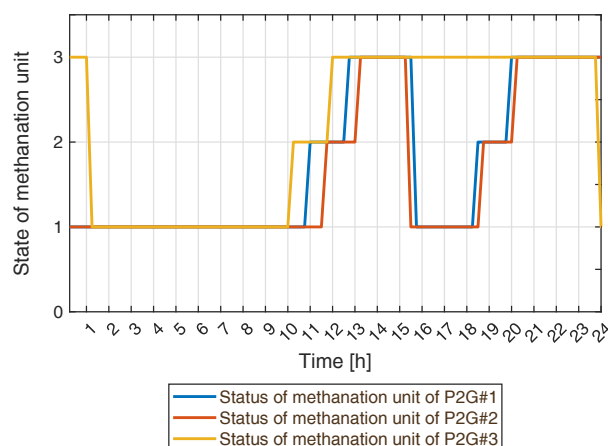 State of methanation unit
3
2
1
0
1 2 3 4 5 6 7 8 9 10 11 12 13 14 15 16 17 18 19 20 21 22 23 24
Time [h]
Status of methanation unit of P2G#1
Status of methanation unit of P2G#2
Status of methanation unit of P2G#3